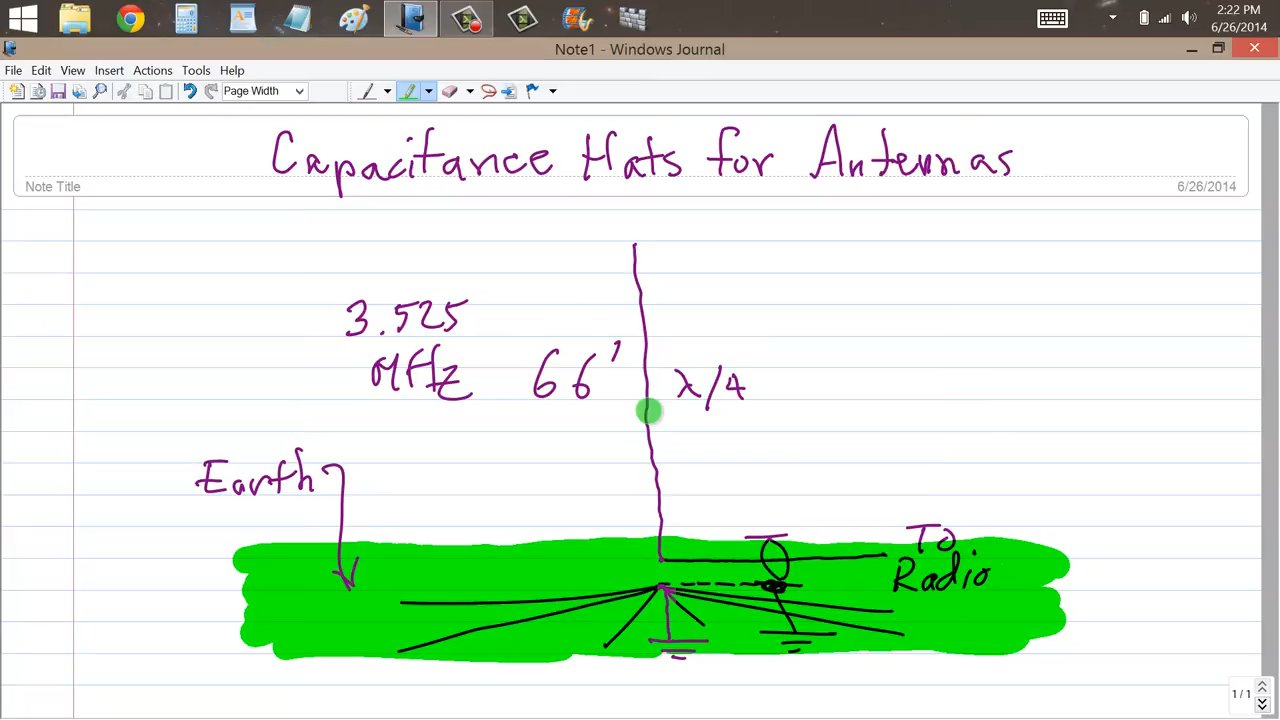 2:22 PM
6/26/2014
Note1 - Windows Journal
File Edit View Insert Actions Tools Help
Page Width
Capacitance Hats for Antennas
Note Title
6/26/2014
3.525
MHz
66'
λ/4
Earth
To
Radio
1 / 1